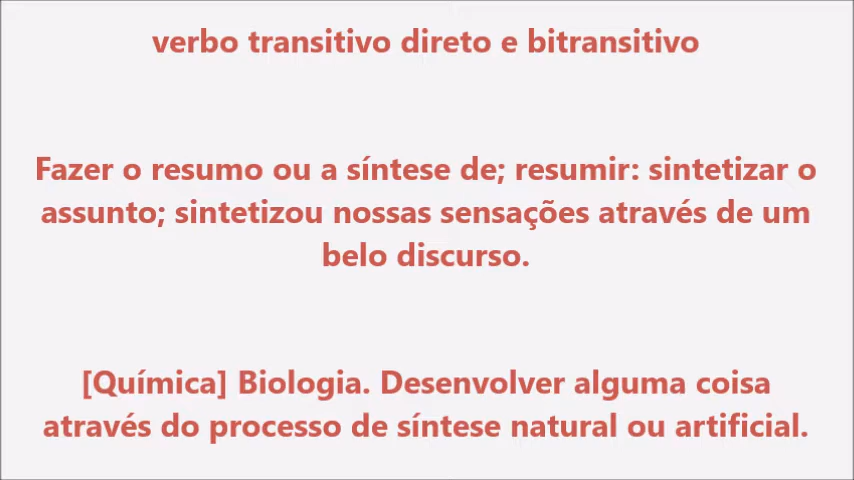 verbo transitivo direto e bitransitivo
Fazer o resumo ou a síntese de; resumir: sintetizar o
assunto; sintetizou nossas sensações através de um
belo discurso.
[Química] Biologia. Desenvolver alguma coisa
através do processo de síntese natural ou artificial.